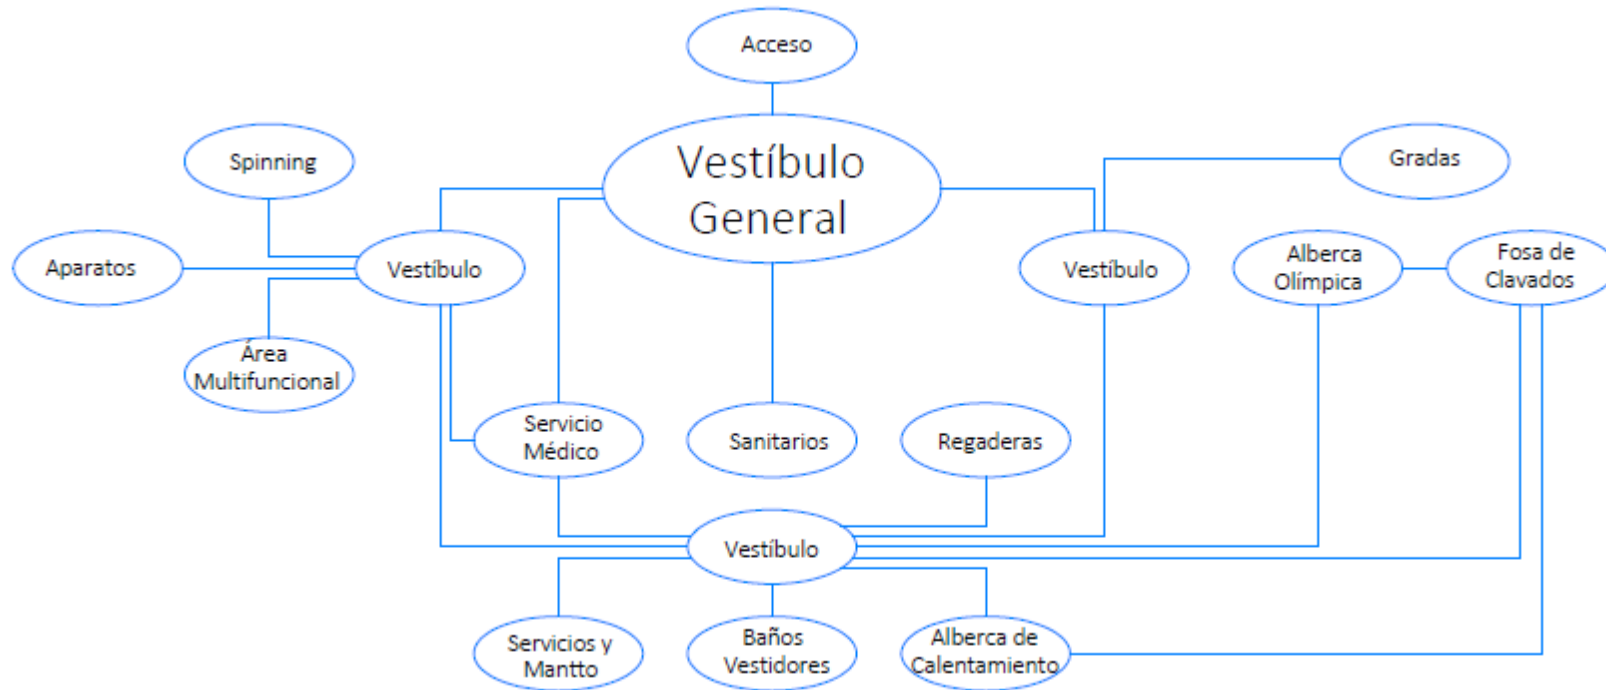 Acceso
Vestíbulo
General
Spinning
Gradas
Aparatos
Vestíbulo
Vestíbulo
Alberca
Olímpica
Fosa de
Clavados
Área
Multifuncional
Servicio
Médico
Sanitarios
Regaderas
Vestíbulo
Servicios y
Mantto
Baños
Vestidores
Alberca de
Calentamiento